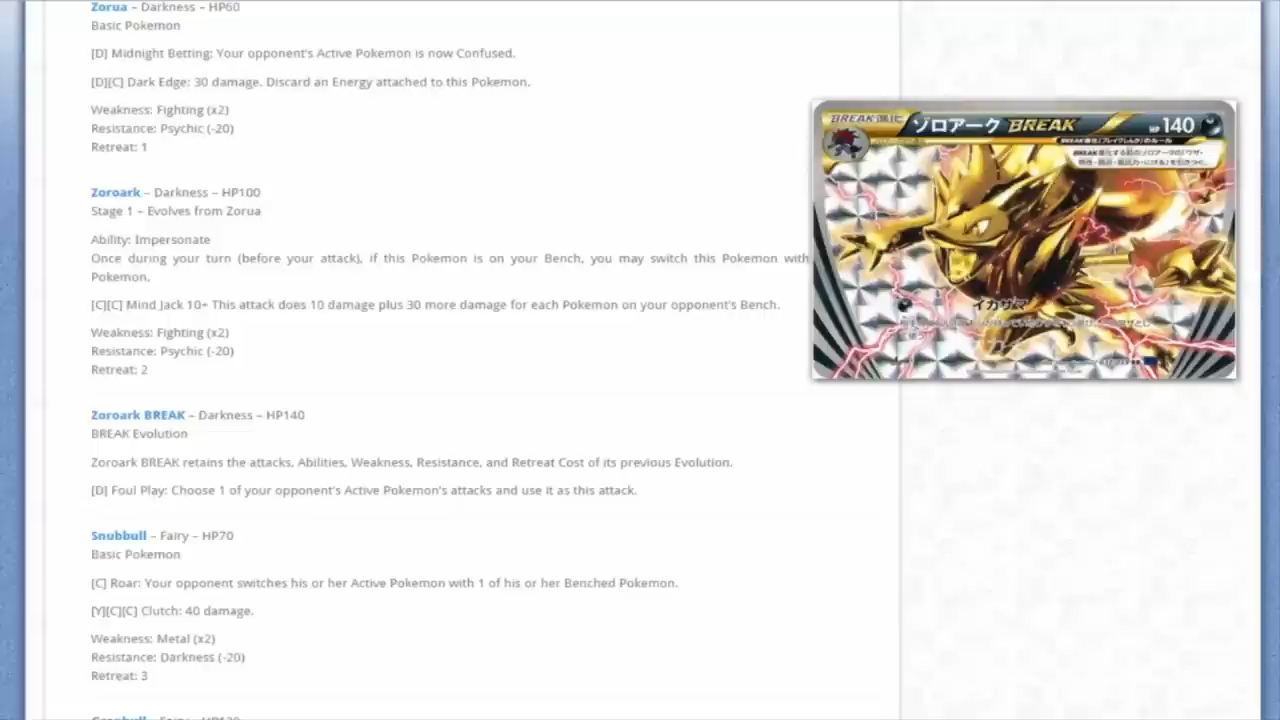 Zorua – Darkness – HP60
Basic Pokemon
[D] Midnight Betting: Your opponent's Active Pokemon is now Confused.
[D][C] Dark Edge: 30 damage. Discard an Energy attached to this Pokemon.
Weakness: Fighting (x2)
Resistance: Psychic (-20)
Retreat: 1
Zoroark – Darkness – HP100
Stage 1 – Evolves from Zorua
Ability: Impersonate
Once during your turn (before your attack), if this Pokemon is on your Bench, you may switch this Pokemon with
Pokemon.
[C][C] Mind Jack 10+ This attack does 10 damage plus 30 more damage for each Pokemon on your opponent's Bench.
Weakness: Fighting (x2)
Resistance: Psychic (-20)
Retreat: 2
Zoroark BREAK – Darkness – HP140
BREAK Evolution
Zoroark BREAK retains the attacks, Abilities, Weakness, Resistance, and Retreat Cost of its previous Evolution.
[D] Foul Play: Choose 1 of your opponent's Active Pokemon's attacks and use it as this attack.
Snubbull – Fairy – HP70
Basic Pokemon
[C] Roar: Your opponent switches his or her Active Pokemon with 1 of his or her Benched Pokemon.
[Y][C][C] Clutch: 40 damage.
Weakness: Metal (x2)
Resistance: Darkness (-20)
Retreat: 3
BREAK進化 ゾロアーク BREAK HP 140
イカサマ